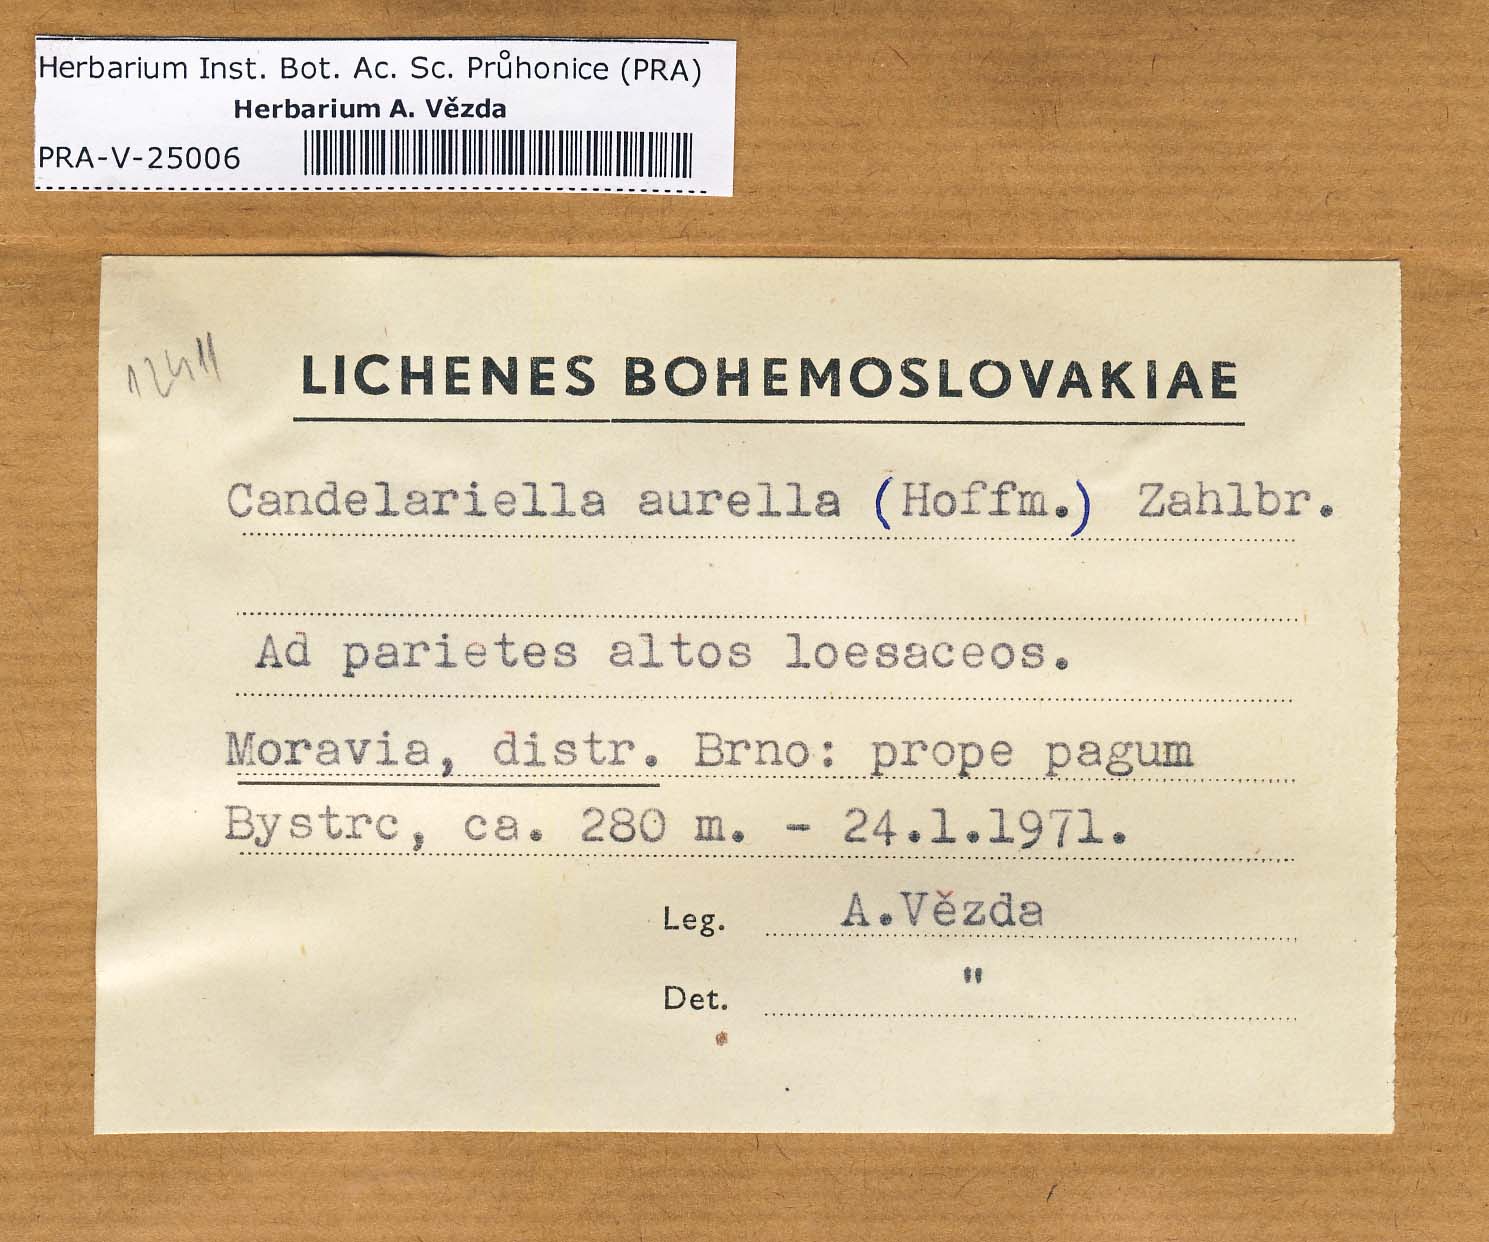 Herbarium Inst. Bot. Ac. Sc. Průhonice (PRA)
Herbarium A. Vězda
PRA-V-25006
LICHENES BOHEMOSLOVAKIAE
Candelariella aurella (Hoffm.) Zahlbr.
Ad parietes altos loesaceos.
Moravia, distr. Brno: prope pagum
Bystrc, ca. 280 m. - 24.1.1971.
Leg. A.Vězda
Det. "